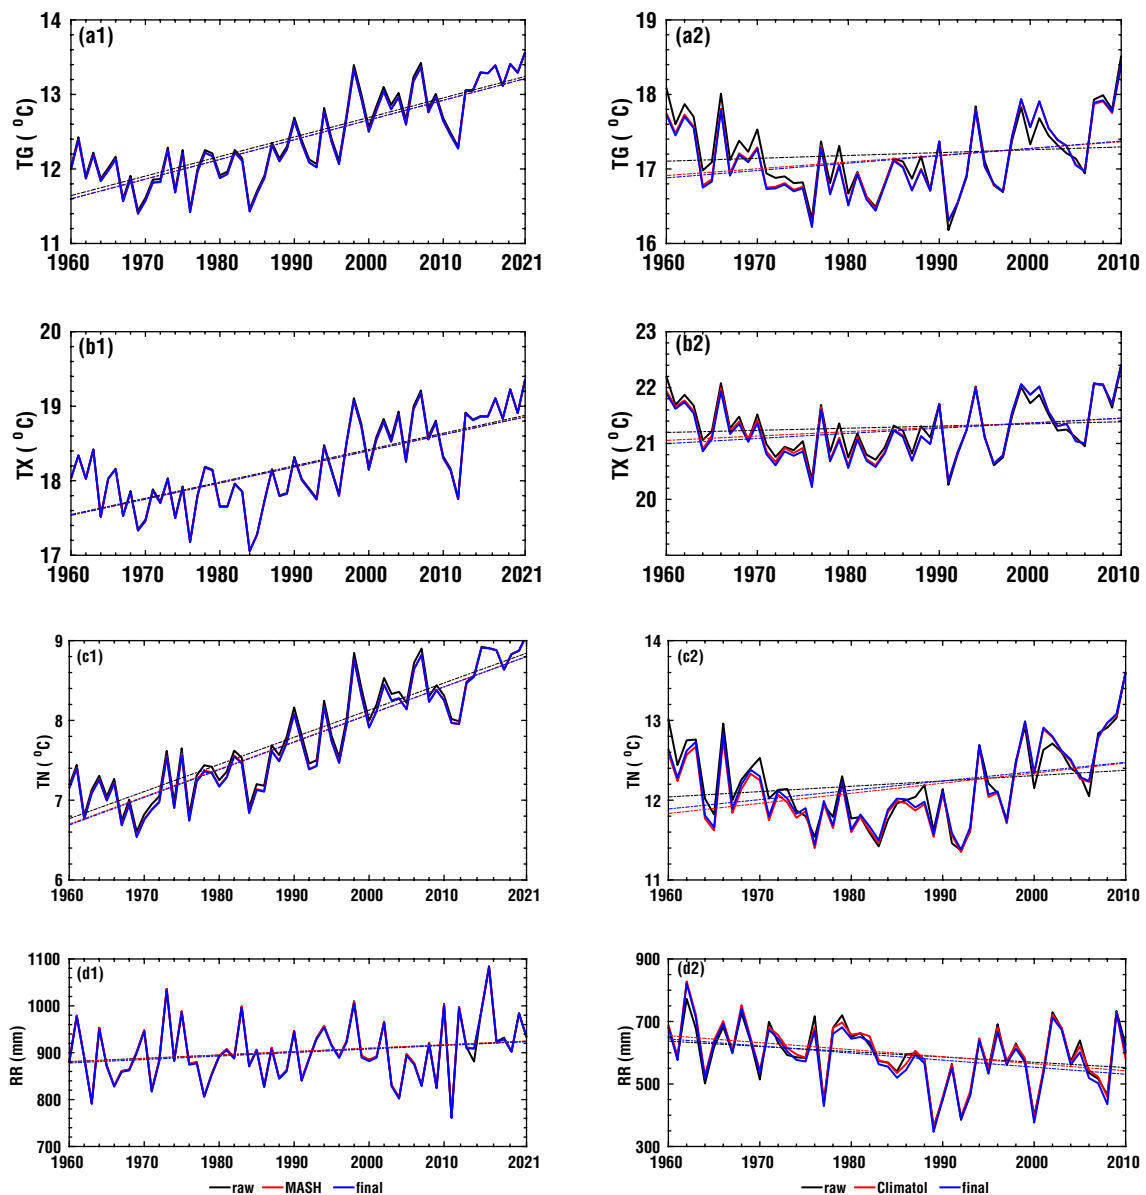 (a1)
TG ( ⁰C)
14
13
12
11
1960 1970 1980 1990 2000 2010 2021
(a2)
TG ( ⁰C)
19
18
17
16
1960 1970 1980 1990 2000 2010
(b1)
TX ( ⁰C)
20
19
18
17
1960 1970 1980 1990 2000 2010 2021
(b2)
TX ( ⁰C)
23
22
21
20
1960 1970 1980 1990 2000 2010
(c1)
TN ( ⁰C)
9
8
7
6
1960 1970 1980 1990 2000 2010 2021
(c2)
TN ( ⁰C)
14
13
12
11
1960 1970 1980 1990 2000 2010
(d1)
RR (mm)
1100
1000
900
800
700
1960 1970 1980 1990 2000 2010 2021
raw MASH final
(d2)
RR (mm)
900
700
500
300
1960 1970 1980 1990 2000 2010
raw Climatol final